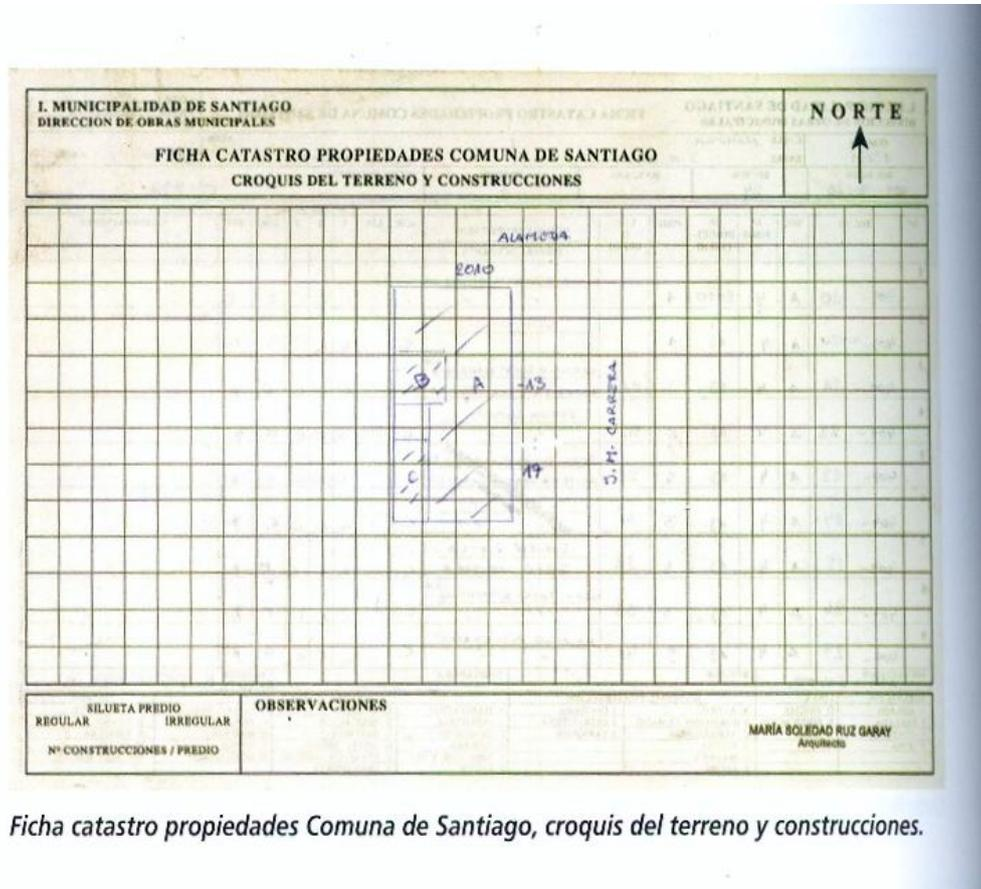 I. MUNICIPALIDAD DE SANTIAGO
DIRECCION DE OBRAS MUNICIPALES
FICHA CATASTRO PROPIEDADES COMUNA DE SANTIAGO
CROQUIS DEL TERRENO Y CONSTRUCCIONES
NORTE
ALAMEDA
2010
B
A
-13
J.M. CARRERA
17
C
SILUETA PREDIO
REGULAR IRREGULAR
Nº CONSTRUCCIONES / PREDIO
OBSERVACIONES
MARÍA SOLEDAD RUZ GARAY
Arquitecto
Ficha catastro propiedades Comuna de Santiago, croquis del terreno y construcciones.